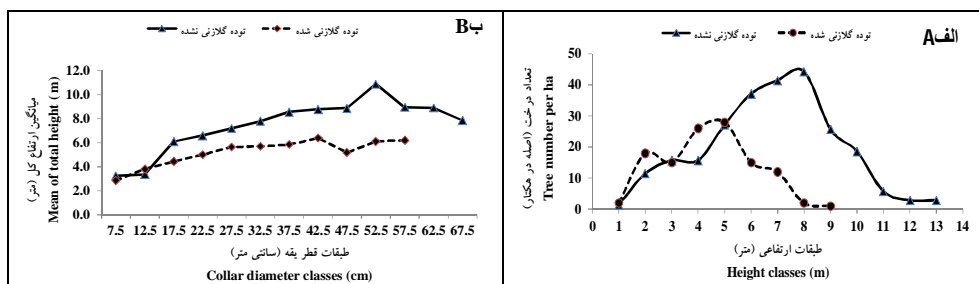 الفA
توده گلازنی نشده توده گلازنی شده
تعداد درخت (اصله در هکتار)
Tree number per ha
50
40
30
20
10
0
0 1 2 3 4 5 6 7 8 9 10 11 12 13 14
طبقات ارتفاعی (متر)
Height classes (m)
بB
توده گلازنی نشده توده گلازنی شده
میانگین ارتفاع کل (متر)
Mean of total height (m)
12.0
10.0
8.0
6.0
4.0
2.0
0.0
7.5 12.5 17.5 22.5 27.5 32.5 37.5 42.5 47.5 52.5 57.5 62.5 67.5
طبقات قطر یقه (سانتی متر)
Collar diameter classes (cm)